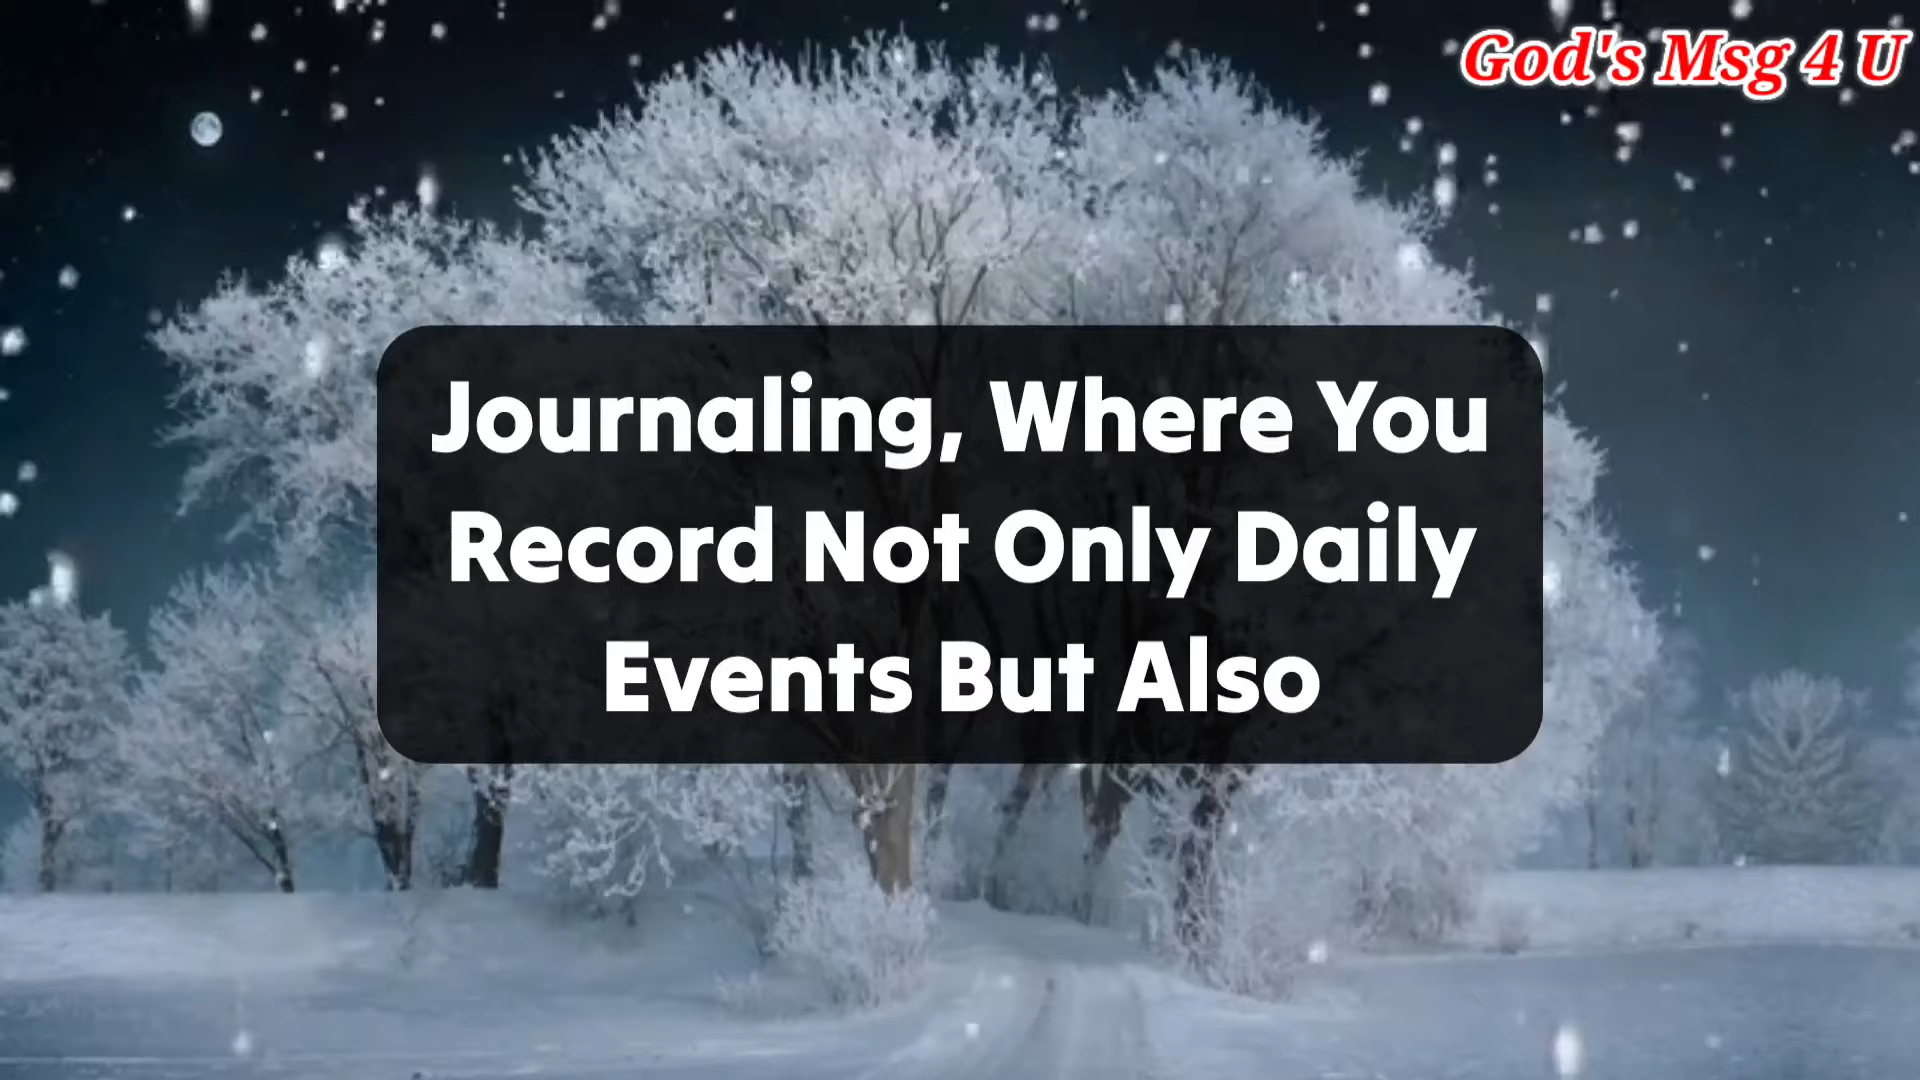 God's Msg 4 U
Journaling, Where You
Record Not Only Daily
Events But Also